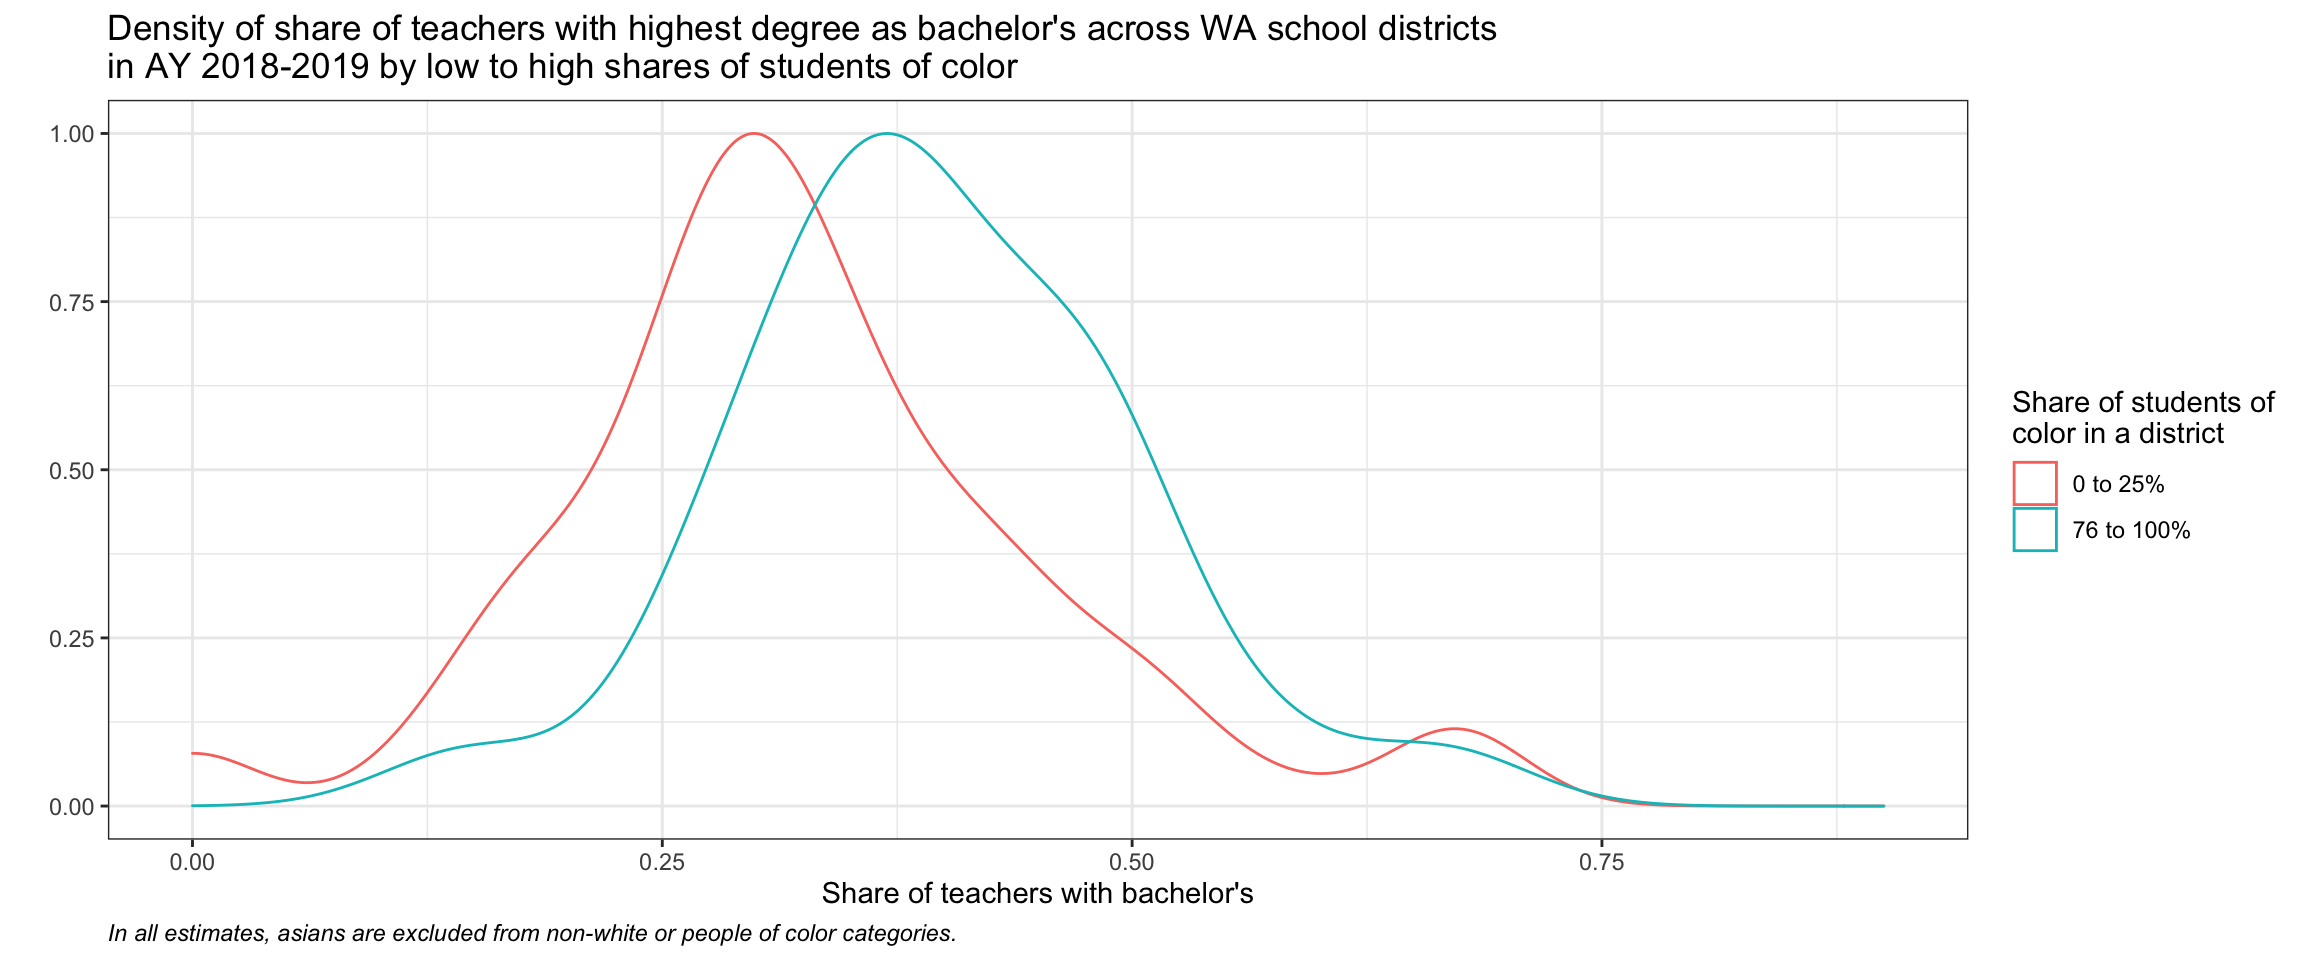 Density of share of teachers with highest degree as bachelor's across WA school districts
in AY 2018-2019 by low to high shares of students of color
1.00
0.75
0.50
0.25
0.00
0.00
0.25
0.50
0.75
Share of teachers with bachelor's
In all estimates, asians are excluded from non-white or people of color categories.
Share of students of
color in a district
0 to 25%
76 to 100%